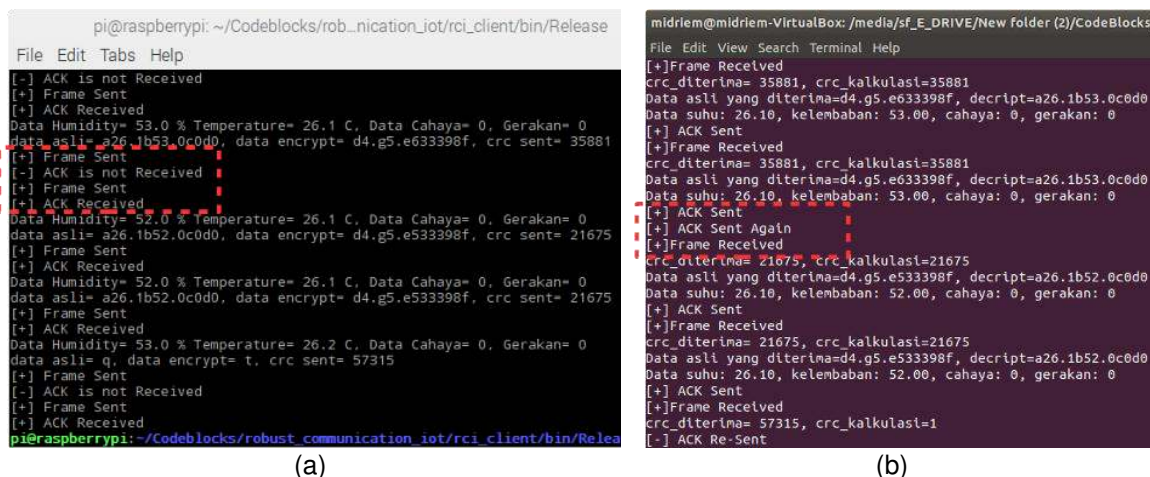 pi@raspberrypi: ~/Codeblocks/rob...nication_iot/rci_client/bin/Release
File Edit Tabs Help
[-] ACK is not Received
[+] Frame Sent
[+] ACK Received
Data Humidity= 53.0 % Temperature= 26.1 C, Data Cahaya= 0, Gerakan= 0
data asli= a26.1b53.0c0d0, data encrypt= d4.g5.e633398f, crc sent= 35881
[+] Frame Sent
[-] ACK is not Received
[+] Frame Sent
[+] ACK Received
Data Humidity= 52.0 % Temperature= 26.1 C, Data Cahaya= 0, Gerakan= 0
data asli= a26.1b52.0c0d0, data encrypt= d4.g5.e533398f, crc sent= 21675
[+] Frame Sent
[+] ACK Received
Data Humidity= 52.0 % Temperature= 26.1 C, Data Cahaya= 0, Gerakan= 0
data asli= a26.1b52.0c0d0, data encrypt= d4.g5.e533398f, crc sent= 21675
[+] Frame Sent
[+] ACK Received
Data Humidity= 53.0 % Temperature= 26.2 C, Data Cahaya= 0, Gerakan= 0
data asli= q, data encrypt= t, crc sent= 57315
[+] Frame Sent
[-] ACK is not Received
[+] Frame Sent
[+] ACK Received
pi@raspberrypi:~/Codeblocks/robust_communication_iot/rci_client/bin/Relea
(a)
midriem@midriem-VirtualBox: /media/sf_E_DRIVE/New folder (2)/CodeBlocks
File Edit View Search Terminal Help
[+]Frame Received
crc_diterima= 35881, crc_kalkulasi=35881
Data asli yang diterima=d4.g5.e633398f, decript=a26.1b53.0c0d0
Data suhu: 26.10, kelembaban: 53.00, cahaya: 0, gerakan: 0
[+] ACK Sent
[+]Frame Received
crc_diterima= 35881, crc_kalkulasi=35881
Data asli yang diterima=d4.g5.e633398f, decript=a26.1b53.0c0d0
Data suhu: 26.10, kelembaban: 53.00, cahaya: 0, gerakan: 0
[+] ACK Sent
[+] ACK Sent Again
[+]Frame Received
crc_diterima= 21675, crc_kalkulasi=21675
Data asli yang diterima=d4.g5.e533398f, decript=a26.1b52.0c0d0
Data suhu: 26.10, kelembaban: 52.00, cahaya: 0, gerakan: 0
[+] ACK Sent
[+]Frame Received
crc_diterima= 21675, crc_kalkulasi=21675
Data asli yang diterima=d4.g5.e533398f, decript=a26.1b52.0c0d0
Data suhu: 26.10, kelembaban: 52.00, cahaya: 0, gerakan: 0
[+] ACK Sent
[+]Frame Received
crc_diterima= 57315, crc_kalkulasi=1
[-] ACK Re-Sent
(b)